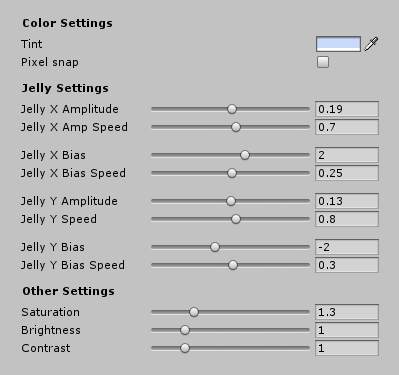 Color Settings
Tint
Pixel snap
Jelly Settings
Jelly X Amplitude 0.19
Jelly X Amp Speed 0.7
Jelly X Bias 2
Jelly X Bias Speed 0.25
Jelly Y Amplitude 0.13
Jelly Y Speed 0.8
Jelly Y Bias -2
Jelly Y Bias Speed 0.3
Other Settings
Saturation 1.3
Brightness 1
Contrast 1